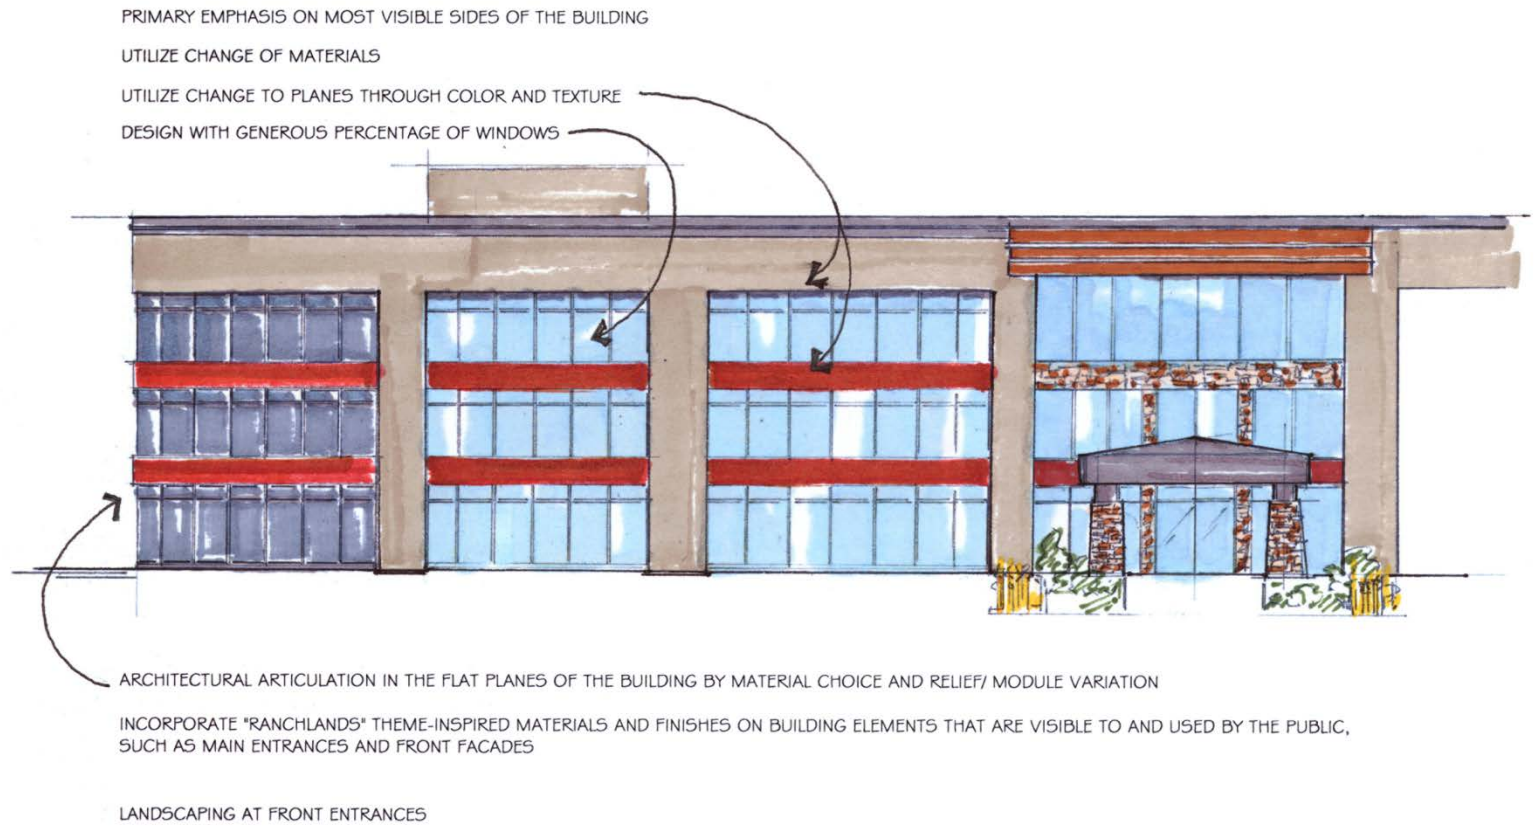 PRIMARY EMPHASIS ON MOST VISIBLE SIDES OF THE BUILDING
UTILIZE CHANGE OF MATERIALS
UTILIZE CHANGE TO PLANES THROUGH COLOR AND TEXTURE
DESIGN WITH GENEROUS PERCENTAGE OF WINDOWS
ARCHITECTURAL ARTICULATION IN THE FLAT PLANES OF THE BUILDING BY MATERIAL CHOICE AND RELIEF/ MODULE VARIATION
INCORPORATE "RANCHLANDS" THEME-INSPIRED MATERIALS AND FINISHES ON BUILDING ELEMENTS THAT ARE VISIBLE TO AND USED BY THE PUBLIC,
SUCH AS MAIN ENTRANCES AND FRONT FACADES
LANDSCAPING AT FRONT ENTRANCES